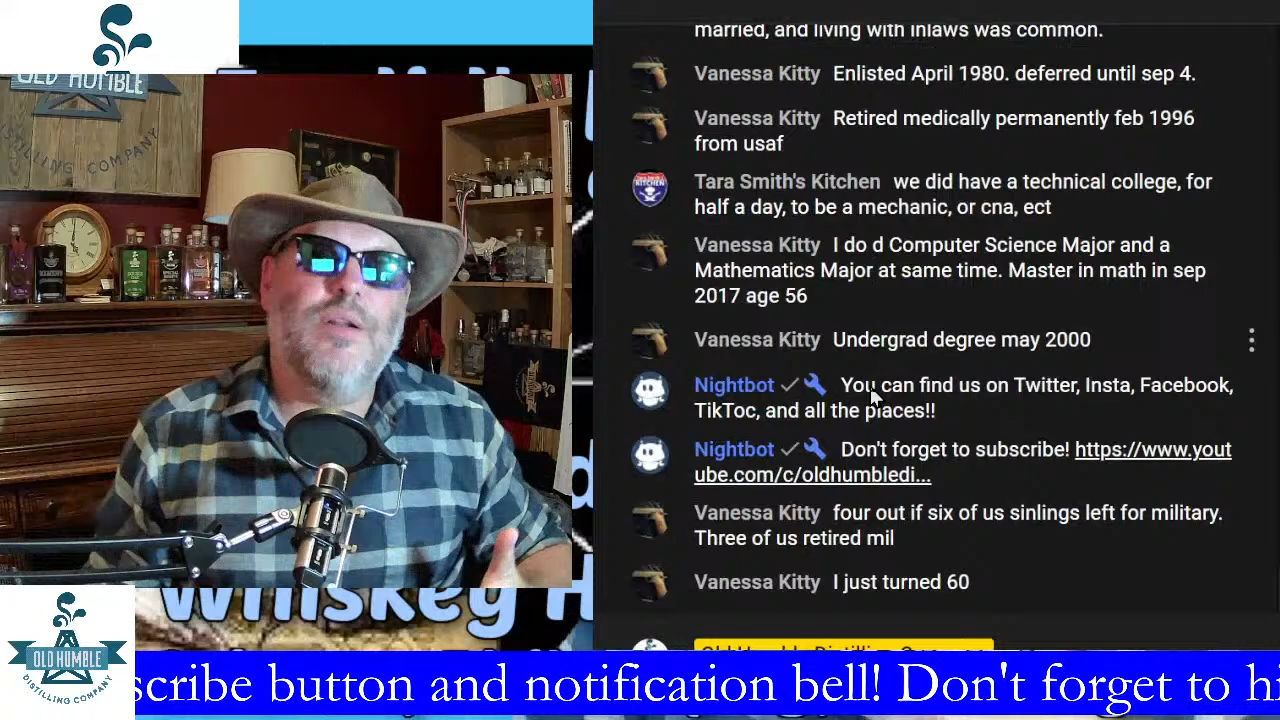 OLD HUMBLE
DISTILLING COMPANY
married, and living with inlaws was common.
Vanessa Kitty Enlisted April 1980. deferred until sep 4.
Vanessa Kitty Retired medically permanently feb 1996
from usaf
Tara Smith's Kitchen we did have a technical college, for
half a day, to be a mechanic, or cna, ect
Vanessa Kitty I do d Computer Science Major and a
Mathematics Major at same time. Master in math in sep
2017 age 56
Vanessa Kitty Undergrad degree may 2000
Nightbot You can find us on Twitter, Insta, Facebook,
TikToc, and all the places!!
Nightbot Don't forget to subscribe! https://www.yout
ube.com/c/oldhumbledi...
Vanessa Kitty four out if six of us sinlings left for military.
Three of us retired mil
Vanessa Kitty I just turned 60
Whiskey H
OLD HUMBLE
DISTILLING COMPANY
scribe button and notification bell! Don't forget to hi